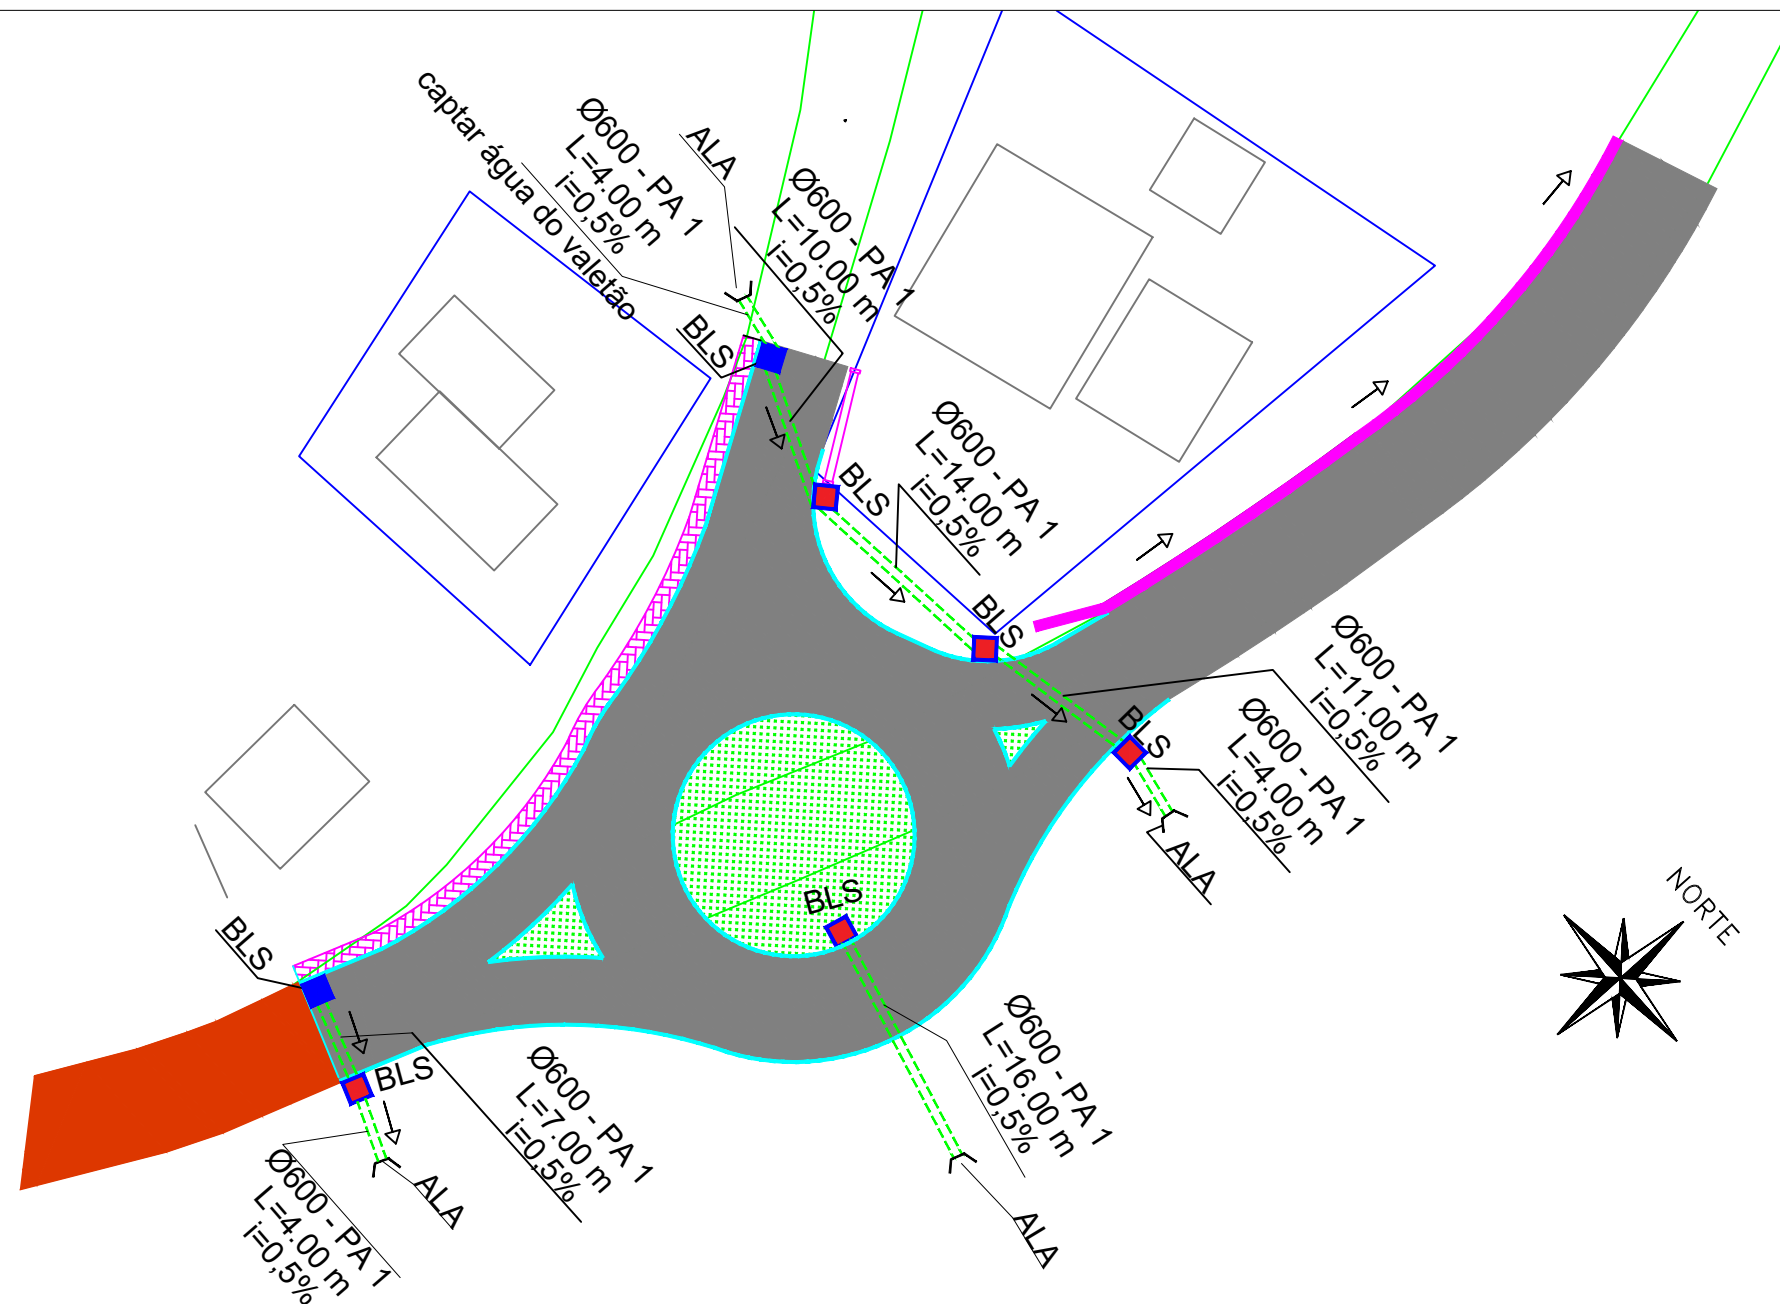 captar água do valetão
Ø600 - PA 1
L=4.00 m
i=0,5%
ALA
Ø600 - PA 1
L=10.00 m
i=0,5%
BLS
BLS
Ø600 - PA 1
L=14.00 m
i=0,5%
BLS
Ø600 - PA 1
L=11.00 m
i=0,5%
BLS
Ø600 - PA 1
L=4.00 m
i=0,5%
ALA
BLS
NORTE
BLS
BLS
Ø600 - PA 1
L=7.00 m
i=0,5%
Ø600 - PA 1
L=16.00 m
i=0,5%
ALA
Ø600 - PA 1
L=4.00 m
i=0,5%
ALA